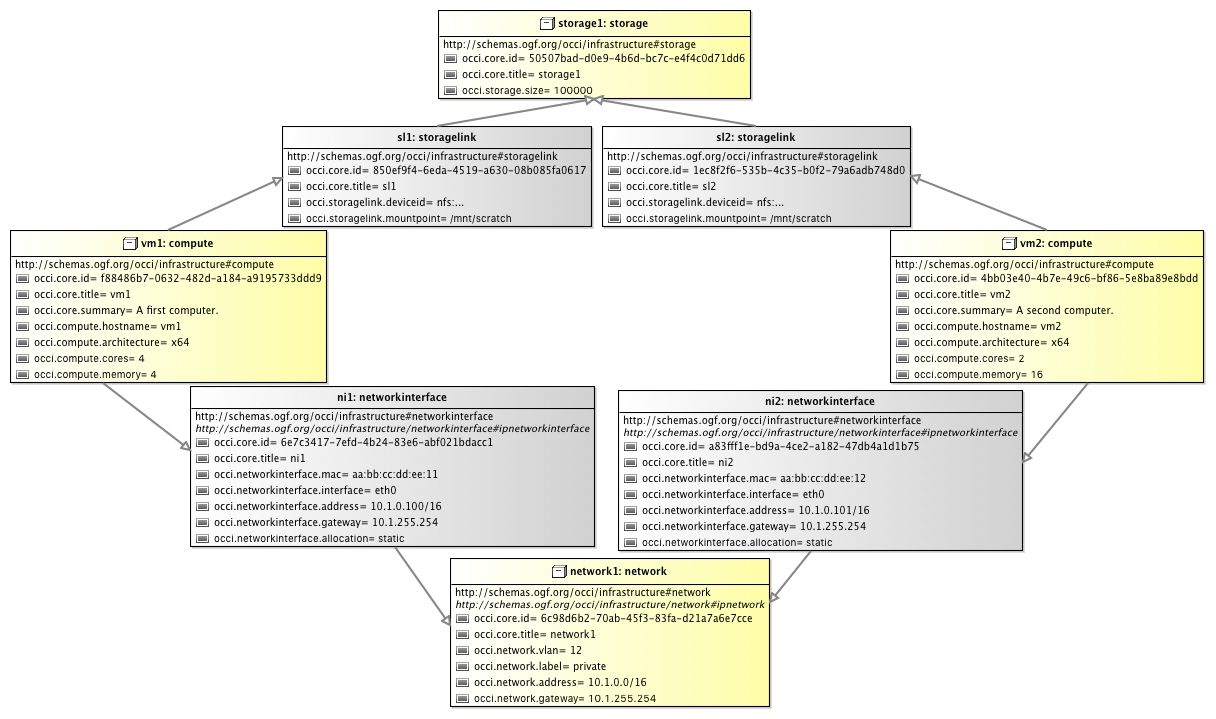 storage1: storage
http://schemas.ogf.org/occi/infrastructure#storage
occi.core.id= 50507bad-d0e9-4b6d-bc7c-e4f4c0d71dd6
occi.core.title= storage1
occi.storage.size= 100000
sl1: storagelink
http://schemas.ogf.org/occi/infrastructure#storagelink
occi.core.id= 850ef9f4-6eda-4519-a630-08b085fa0617
occi.core.title= sl1
occi.storagelink.deviceid= nfs:...
occi.storagelink.mountpoint= /mnt/scratch
sl2: storagelink
http://schemas.ogf.org/occi/infrastructure#storagelink
occi.core.id= 1ec8f2f6-535b-4c35-b0f2-79a6adb748d0
occi.core.title= sl2
occi.storagelink.deviceid= nfs:...
occi.storagelink.mountpoint= /mnt/scratch
vm1: compute
http://schemas.ogf.org/occi/infrastructure#compute
occi.core.id= f88486b7-0632-482d-a184-a9195733ddd9
occi.core.title= vm1
occi.core.summary= A first computer.
occi.compute.hostname= vm1
occi.compute.architecture= x64
occi.compute.cores= 4
occi.compute.memory= 4
vm2: compute
http://schemas.ogf.org/occi/infrastructure#compute
occi.core.id= 4bb03e40-4b7e-49c6-bf86-5e8ba89e8bdd
occi.core.title= vm2
occi.core.summary= A second computer.
occi.compute.hostname= vm2
occi.compute.architecture= x64
occi.compute.cores= 2
occi.compute.memory= 16
ni1: networkinterface
http://schemas.ogf.org/occi/infrastructure#networkinterface
http://schemas.ogf.org/occi/infrastructure/networkinterface#ipnetworkinterface
occi.core.id= 6e7c3417-7efd-4b24-83e6-abf021bdacc1
occi.core.title= ni1
occi.networkinterface.mac= aa:bb:cc:dd:ee:11
occi.networkinterface.interface= eth0
occi.networkinterface.address= 10.1.0.100/16
occi.networkinterface.gateway= 10.1.255.254
occi.networkinterface.allocation= static
ni2: networkinterface
http://schemas.ogf.org/occi/infrastructure#networkinterface
http://schemas.ogf.org/occi/infrastructure/networkinterface#ipnetworkinterface
occi.core.id= a83fff1e-bd9a-4ce2-a182-47db4a1d1b75
occi.core.title= ni2
occi.networkinterface.mac= aa:bb:cc:dd:ee:12
occi.networkinterface.interface= eth0
occi.networkinterface.address= 10.1.0.101/16
occi.networkinterface.gateway= 10.1.255.254
occi.networkinterface.allocation= static
network1: network
http://schemas.ogf.org/occi/infrastructure#network
http://schemas.ogf.org/occi/infrastructure/network#ipnetwork
occi.core.id= 6c98d6b2-70ab-45f3-83fa-d21a7a6e7cce
occi.core.title= network1
occi.network.vlan= 12
occi.network.label= private
occi.network.address= 10.1.0.0/16
occi.network.gateway= 10.1.255.254